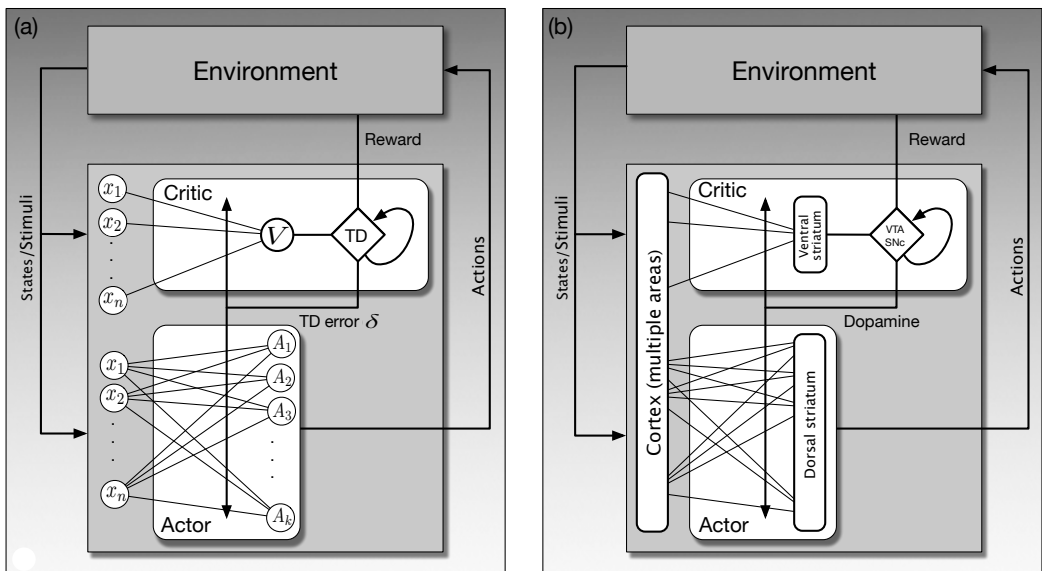 (a)
Environment
Reward
States/Stimuli
Actions
Critic
x₁
x₂
xₙ
V
TD
TD error δ
x₁
x₂
xₙ
A₁
A₂
A₃
Aₖ
Actor
(b)
Environment
Reward
States/Stimuli
Actions
Cortex (multiple areas)
Critic
Ventral
striatum
VTA
SNc
Dopamine
Dorsal striatum
Actor